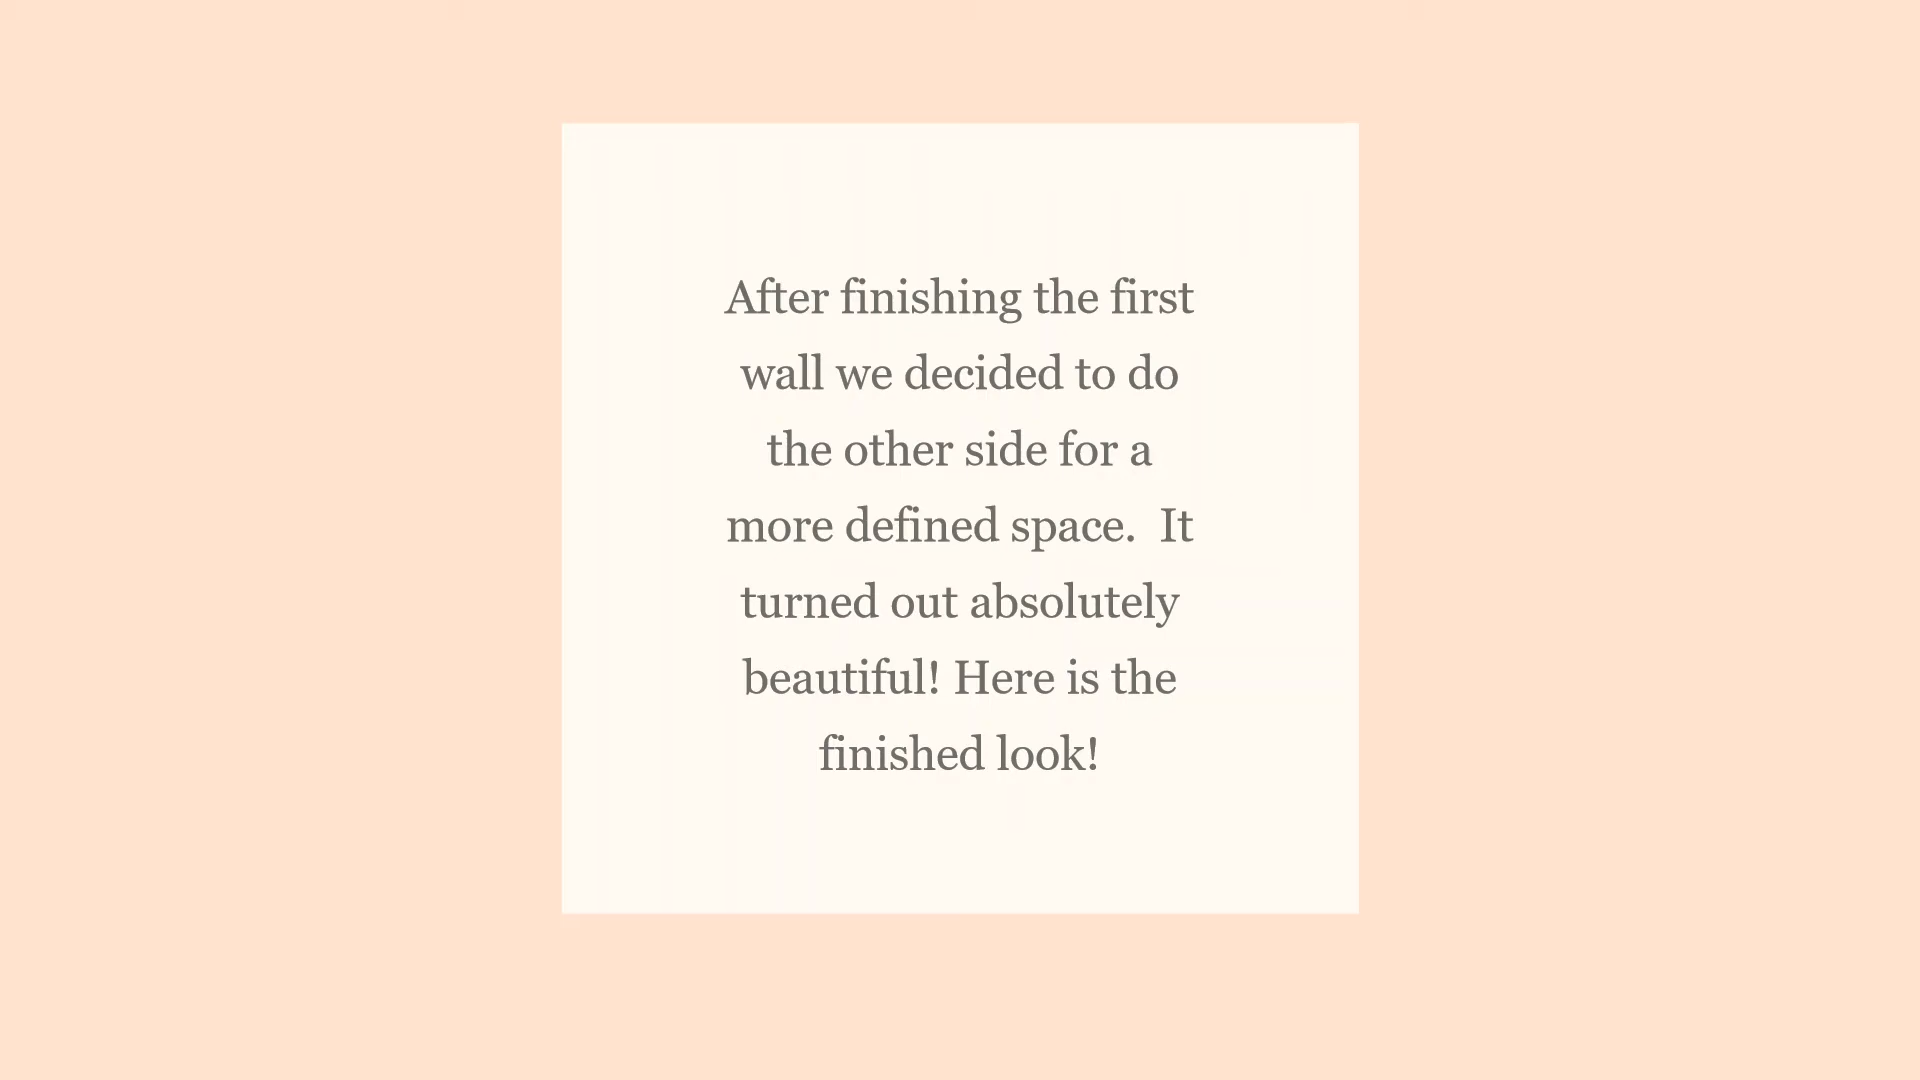 After finishing the first
wall we decided to do
the other side for a
more defined space.  It
turned out absolutely
beautiful! Here is the
finished look!